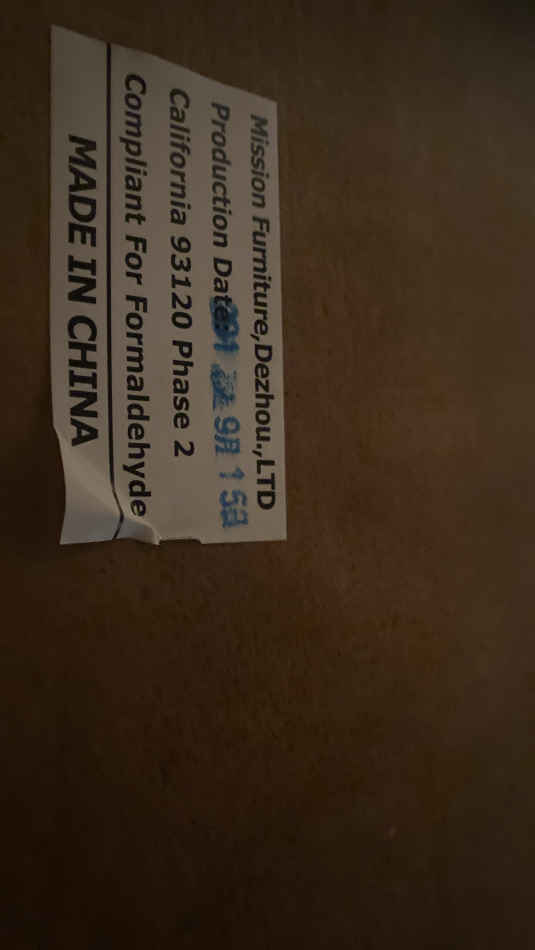 Mission Furniture,Dezhou.,LTD
Production Date:
California 93120 Phase 2
Compliant For Formaldehyde
MADE IN CHINA